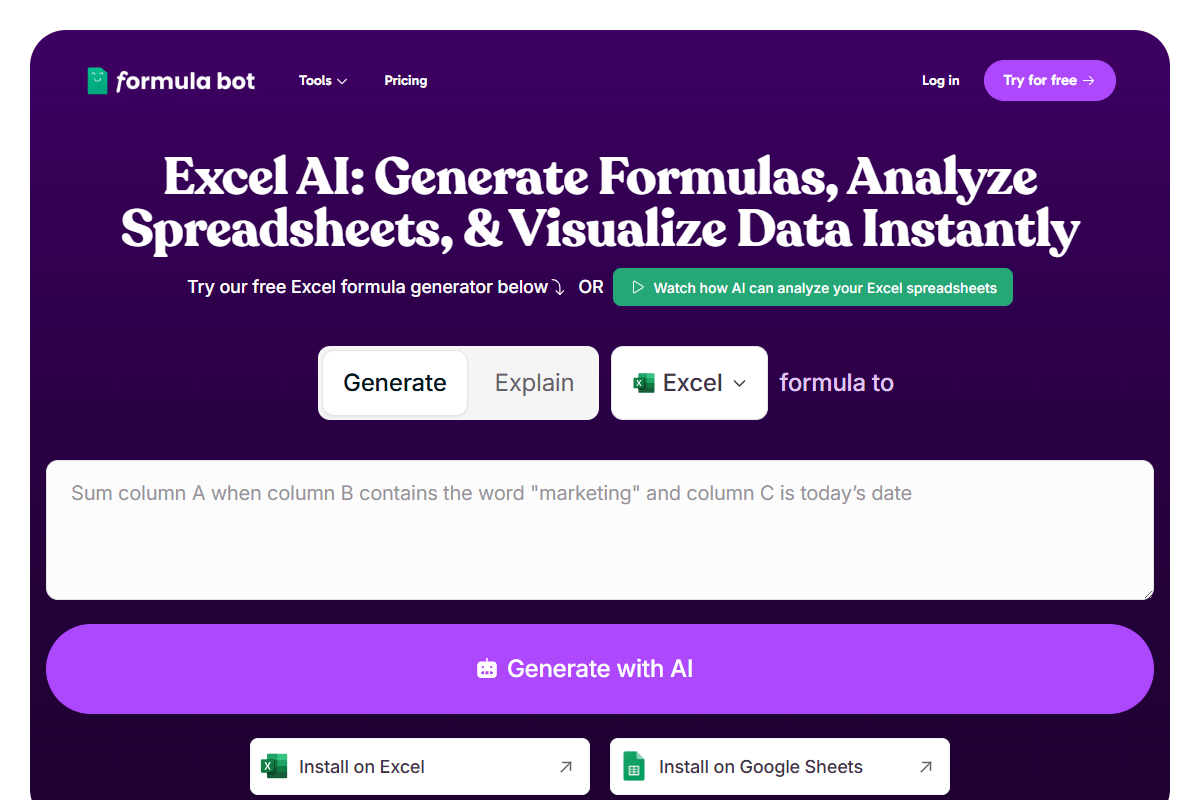 formula bot
Tools
Pricing
Log in
Try for free →
Excel AI: Generate Formulas, Analyze
Spreadsheets, & Visualize Data Instantly
Try our free Excel formula generator below⤵ OR
Watch how AI can analyze your Excel spreadsheets
Generate
Explain
Excel
formula to
Sum column A when column B contains the word "marketing" and column C is today’s date
Generate with AI
Install on Excel
Install on Google Sheets